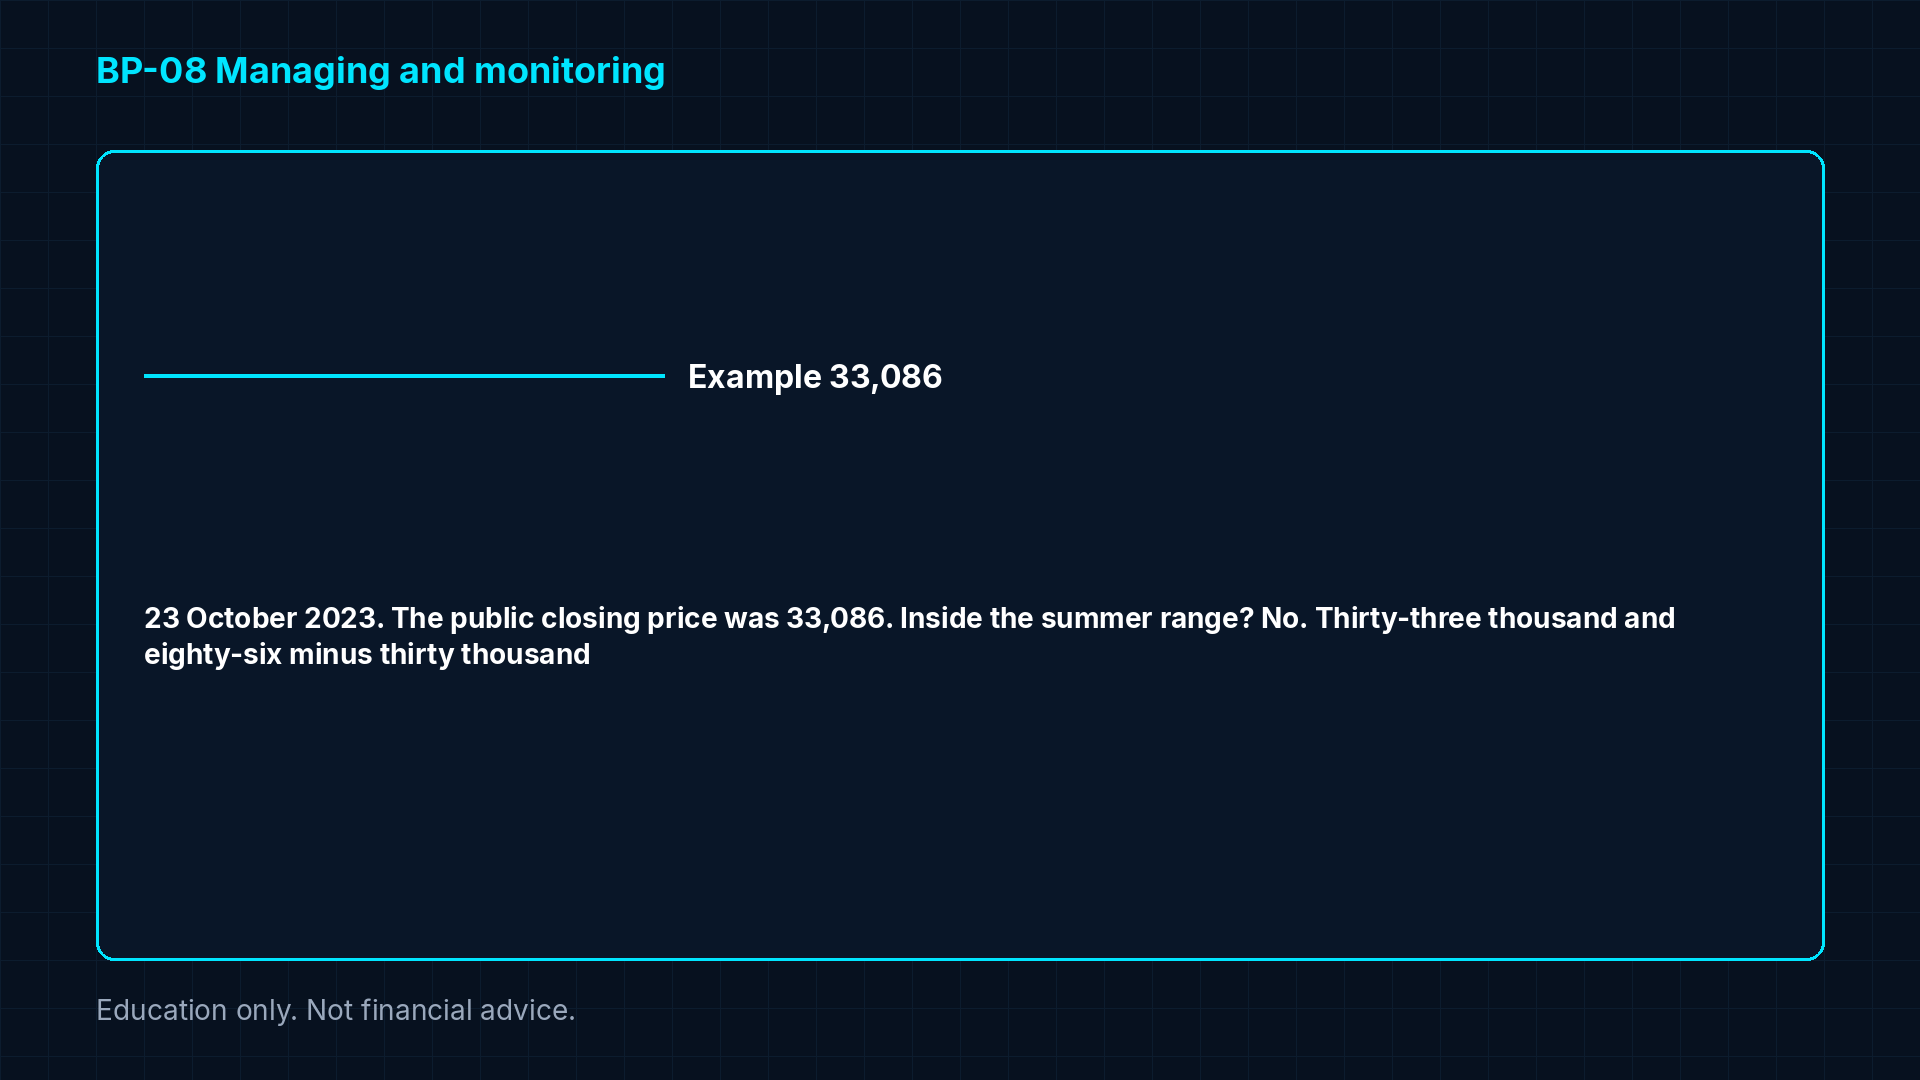 BP-08 Managing and monitoring
Example 33,086
23 October 2023. The public closing price was 33,086. Inside the summer range? No. Thirty-three thousand and
eighty-six minus thirty thousand
Education only. Not financial advice.